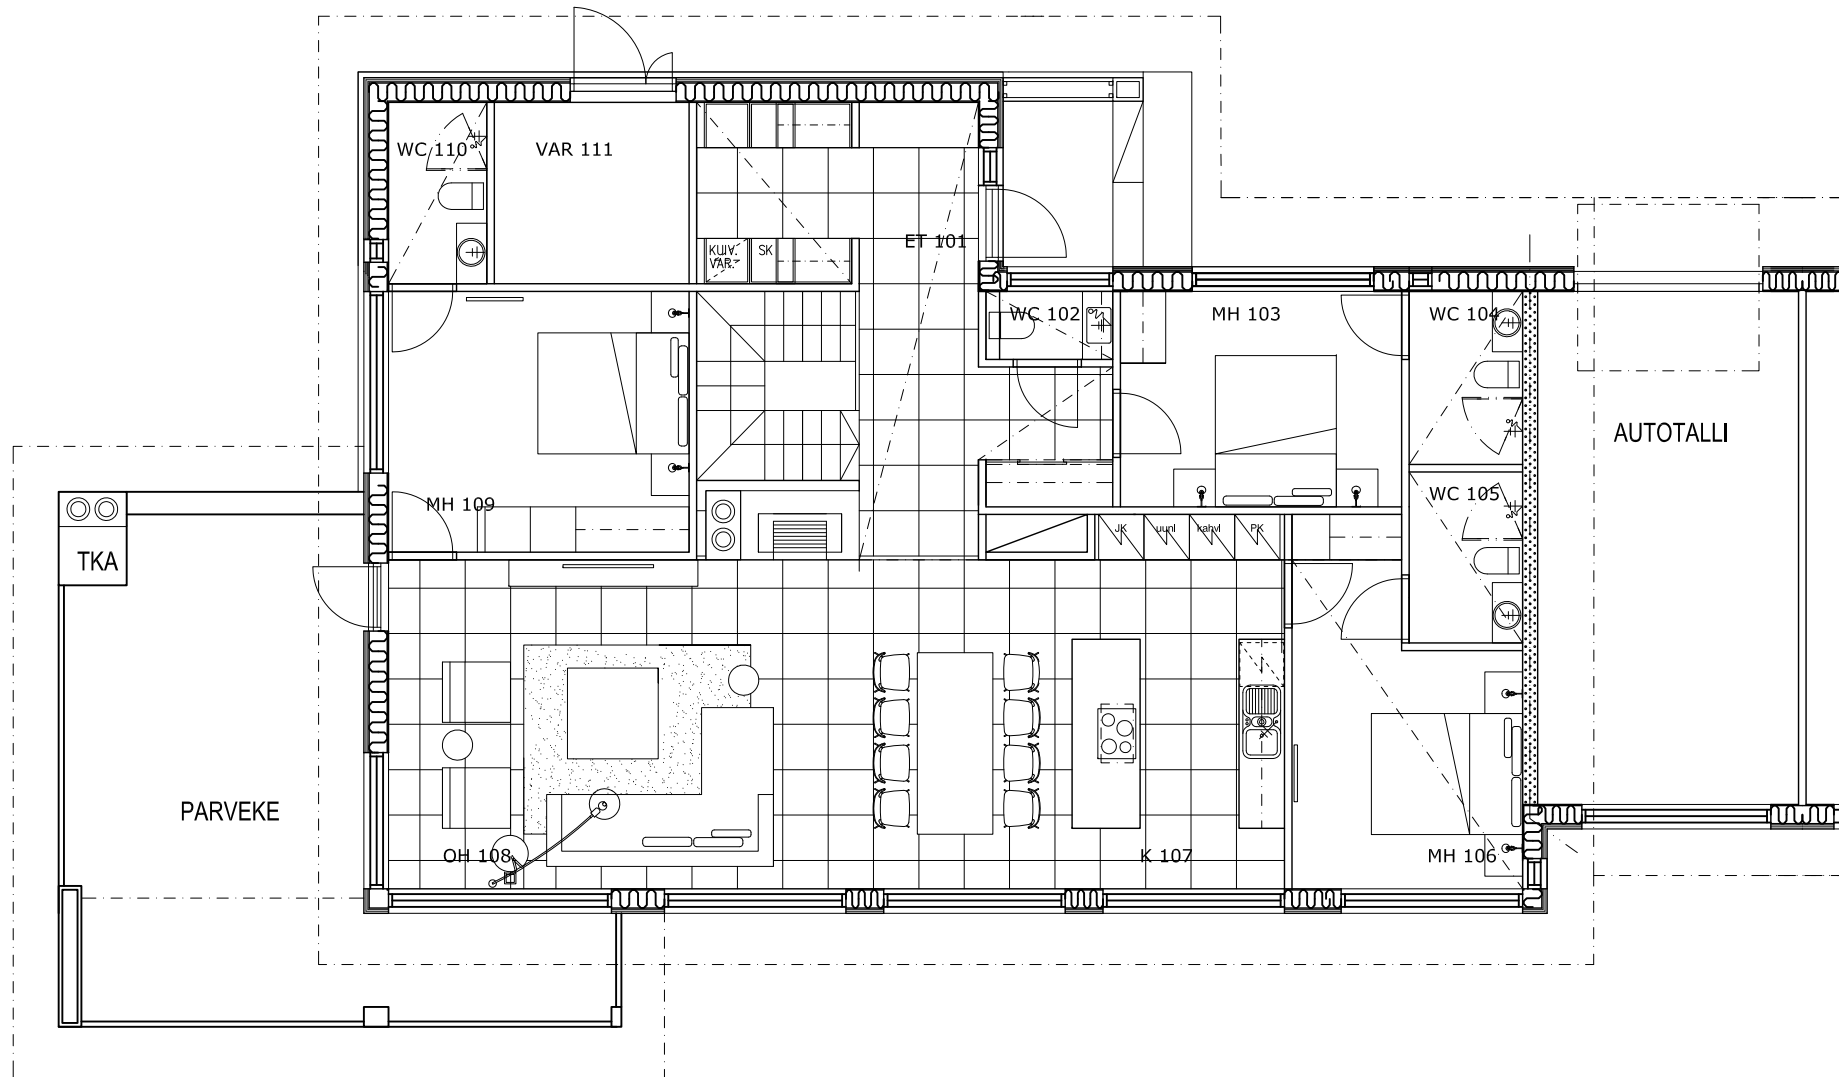 WC 110
VAR 111
ET 101
KUIV. SK
VAR.
WC 102
MH 103
WC 104
AUTOTALLI
MH 109
WC 105
JK uuni kahvi PK
TKA
PARVEKE
OH 108
K 107
MH 106